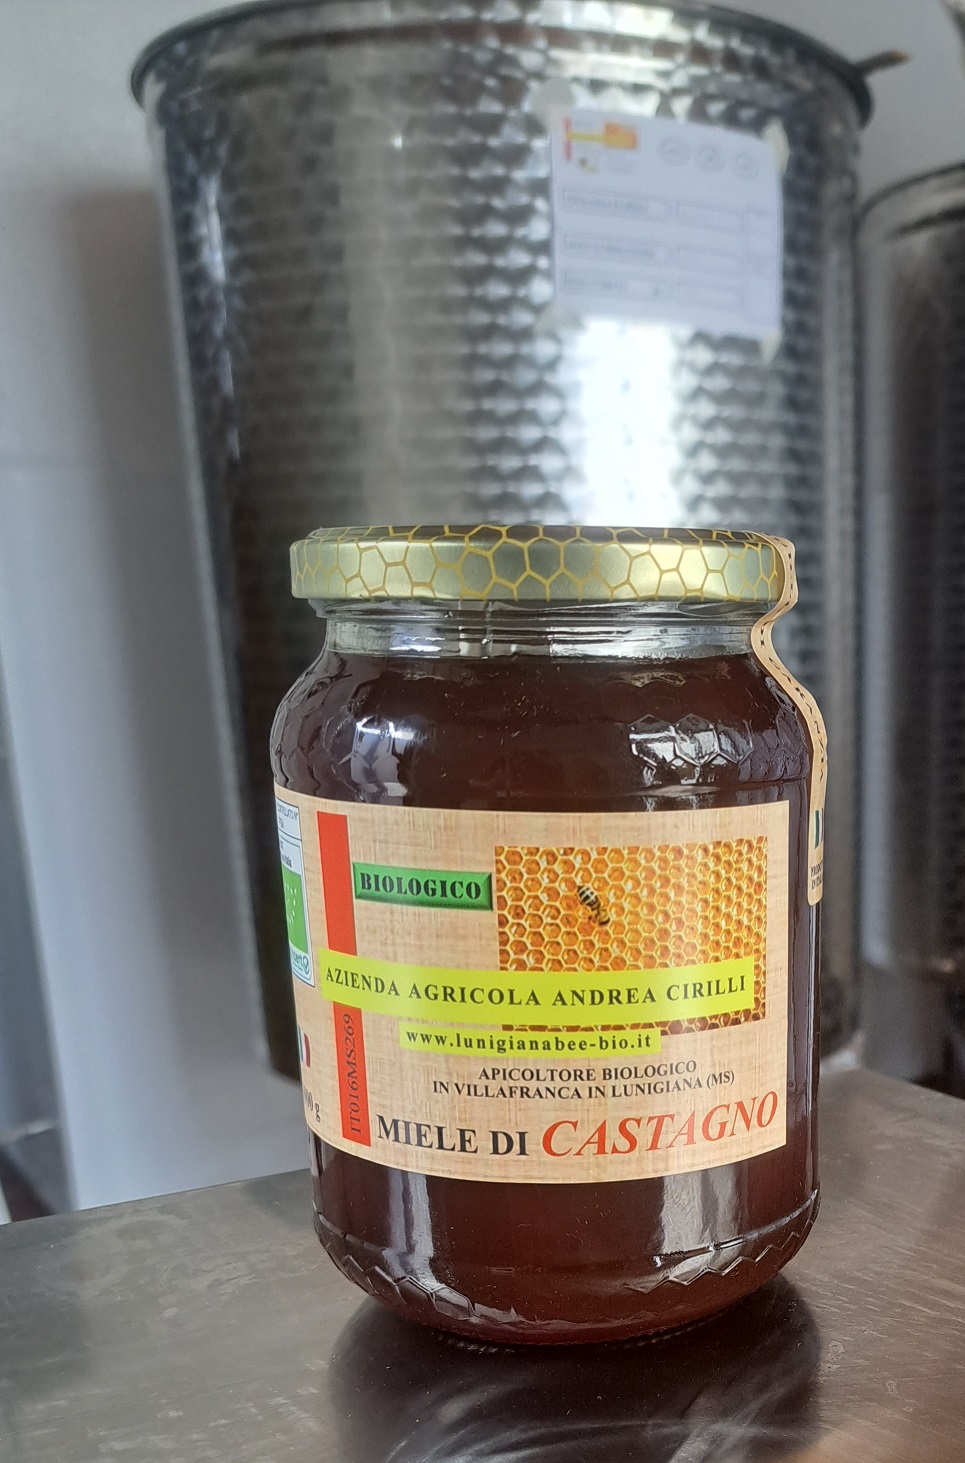 BIOLOGICO
AZIENDA AGRICOLA ANDREA CIRILLI
www.lunigianabee-bio.it
APICOLTORE BIOLOGICO
IN VILLAFRANCA IN LUNIGIANA (MS)
MIELE DI CASTAGNO
IT016MS269